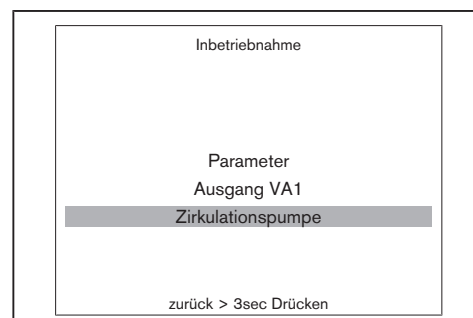 Inbetriebnahme
Parameter
Ausgang VA1
Zirkulationspumpe
zurück > 3sec Drücken